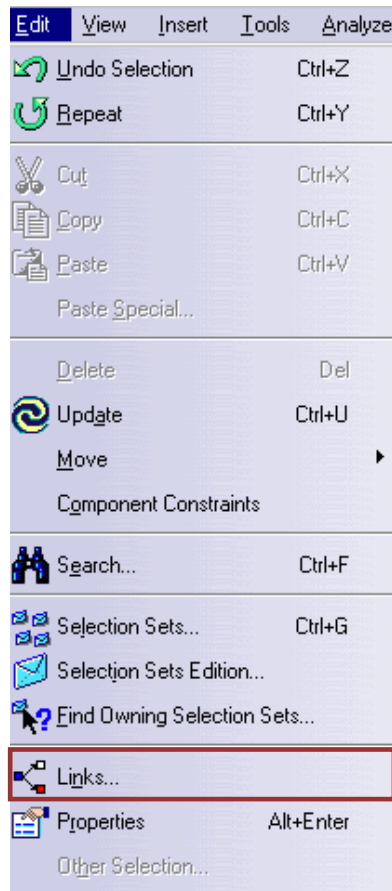 Edit View Insert Tools Analyze
Undo Selection Ctrl+Z
Repeat Ctrl+Y
Cut Ctrl+X
Copy Ctrl+C
Paste Ctrl+V
Paste Special...
Delete Del
Update Ctrl+U
Move
Component Constraints
Search... Ctrl+F
Selection Sets... Ctrl+G
Selection Sets Edition...
Find Owning Selection Sets...
Links...
Properties Alt+Enter
Other Selection...